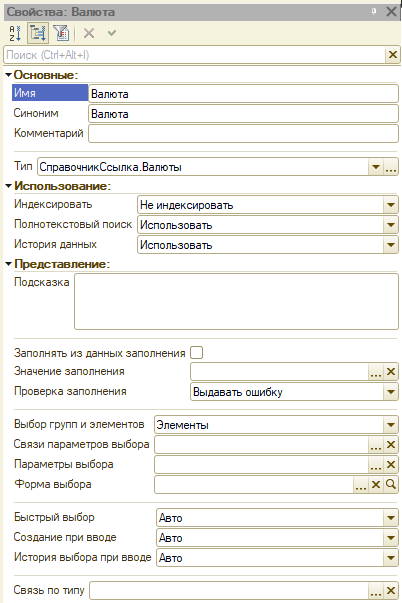 Свойства: Валюта
Поиск (Ctrl+Alt+I)
Основные:
Имя Валюта
Синоним Валюта
Комментарий
Тип СправочникСсылка.Валюты
Использование:
Индексировать Не индексировать
Полнотекстовый поиск Использовать
История данных Использовать
Представление:
Подсказка
Заполнять из данных заполнения
Значение заполнения
Проверка заполнения Выдавать ошибку
Выбор групп и элементов Элементы
Связи параметров выбора
Параметры выбора
Форма выбора
Быстрый выбор Авто
Создание при вводе Авто
История выбора при вводе Авто
Связь по типу